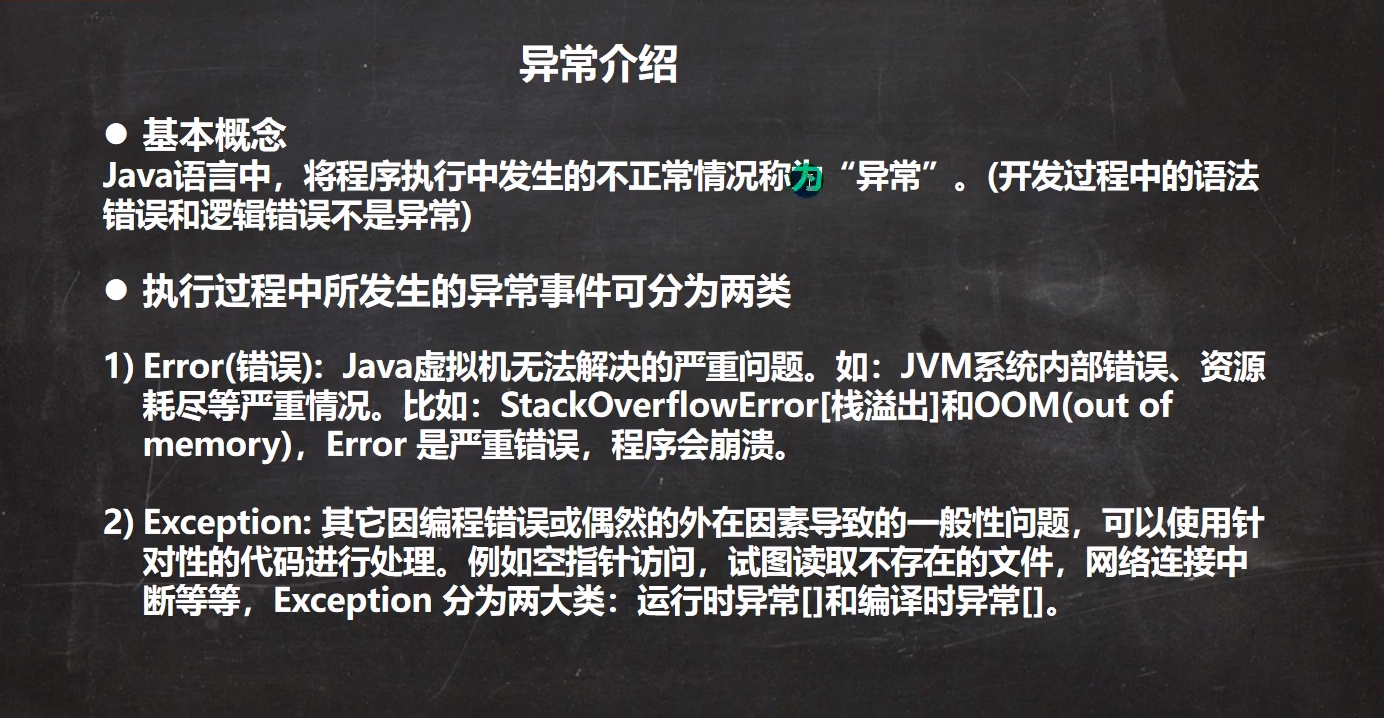 异常介绍
● 基本概念
Java语言中，将程序执行中发生的不正常情况称为“异常”。(开发过程中的语法
错误和逻辑错误不是异常)
● 执行过程中所发生的异常事件可分为两类
1) Error(错误)：Java虚拟机无法解决的严重问题。如：JVM系统内部错误、资源
耗尽等严重情况。比如：StackOverflowError[栈溢出]和OOM(out of
memory)，Error 是严重错误，程序会崩溃。
2) Exception: 其它因编程错误或偶然的外在因素导致的一般性问题，可以使用针
对性的代码进行处理。例如空指针访问，试图读取不存在的文件，网络连接中
断等等，Exception 分为两大类：运行时异常[]和编译时异常[]。